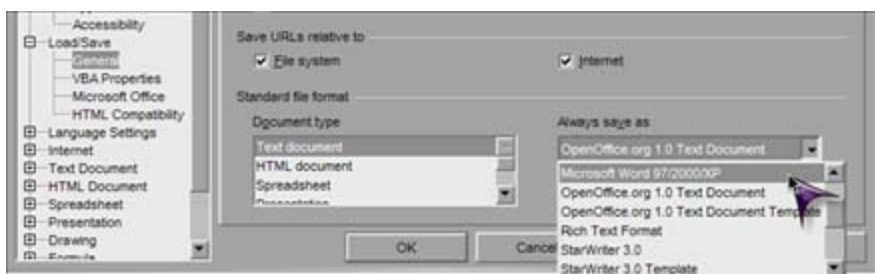 Accessibility
Load/Save
General
VBA Properties
Microsoft Office
HTML Compatibility
Language Settings
Internet
Text Document
HTML Document
Spreadsheet
Presentation
Drawing
Formula
Save URLs relative to
File system
Internet
Standard file format
Document type
Always save as
Text document
HTML document
Spreadsheet
Presentation
OpenOffice.org 1.0 Text Document
Microsoft Word 97/2000/XP
OpenOffice.org 1.0 Text Document
OpenOffice.org 1.0 Text Document Template
Rich Text Format
StarWriter 3.0
StarWriter 3.0 Template
OK
Cancel